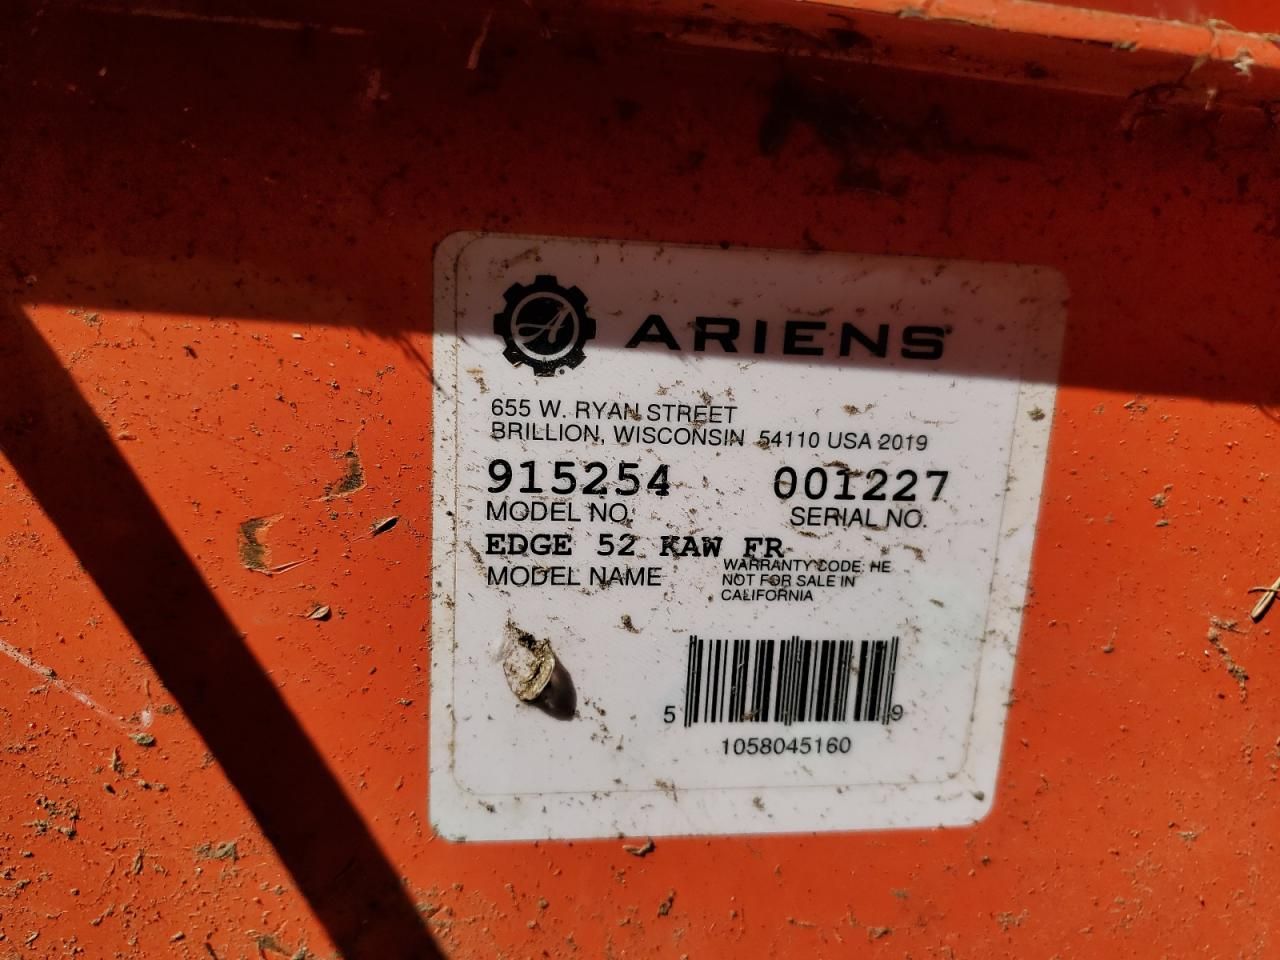 A
ARIENS®
655 W. RYAN STREET
BRILLION, WISCONSIN 54110 USA 2019
915254 001227
MODEL NO. SERIAL NO.
EDGE 52 KAW FR
MODEL NAME
WARRANTY CODE: HE
NOT FOR SALE IN
CALIFORNIA
5 9
1058045160